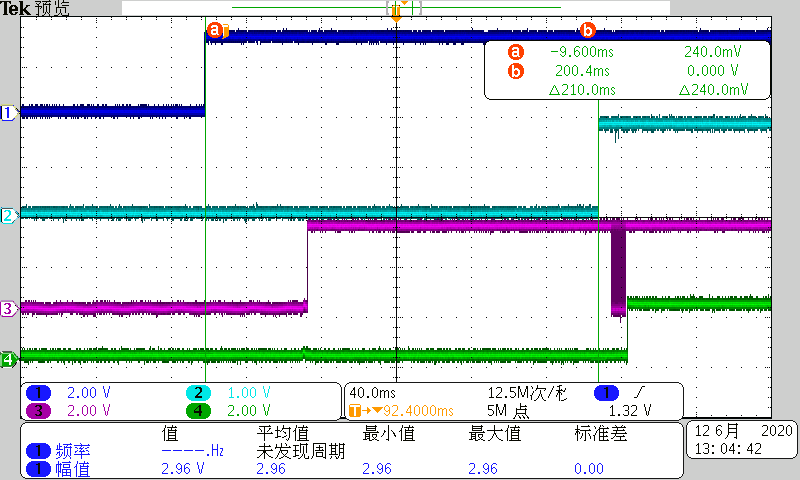 Tek 预览
a T b
a -9.600ms 240.0mV
b 200.4ms 0.000 V
△210.0ms △240.0mV
1
2
3
4
1 2.00 V 2 1.00 V
3 2.00 V 4 2.00 V
40.0ms 12.5M次/秒 1 1.32 V
T→▼92.4000ms 5M 点
值 平均值 最小值 最大值 标准差
1 频率 ----.Hz 未发现周期
1 幅值 2.96 V 2.96 2.96 2.96 0.00
12 6月 2020
13:04:42